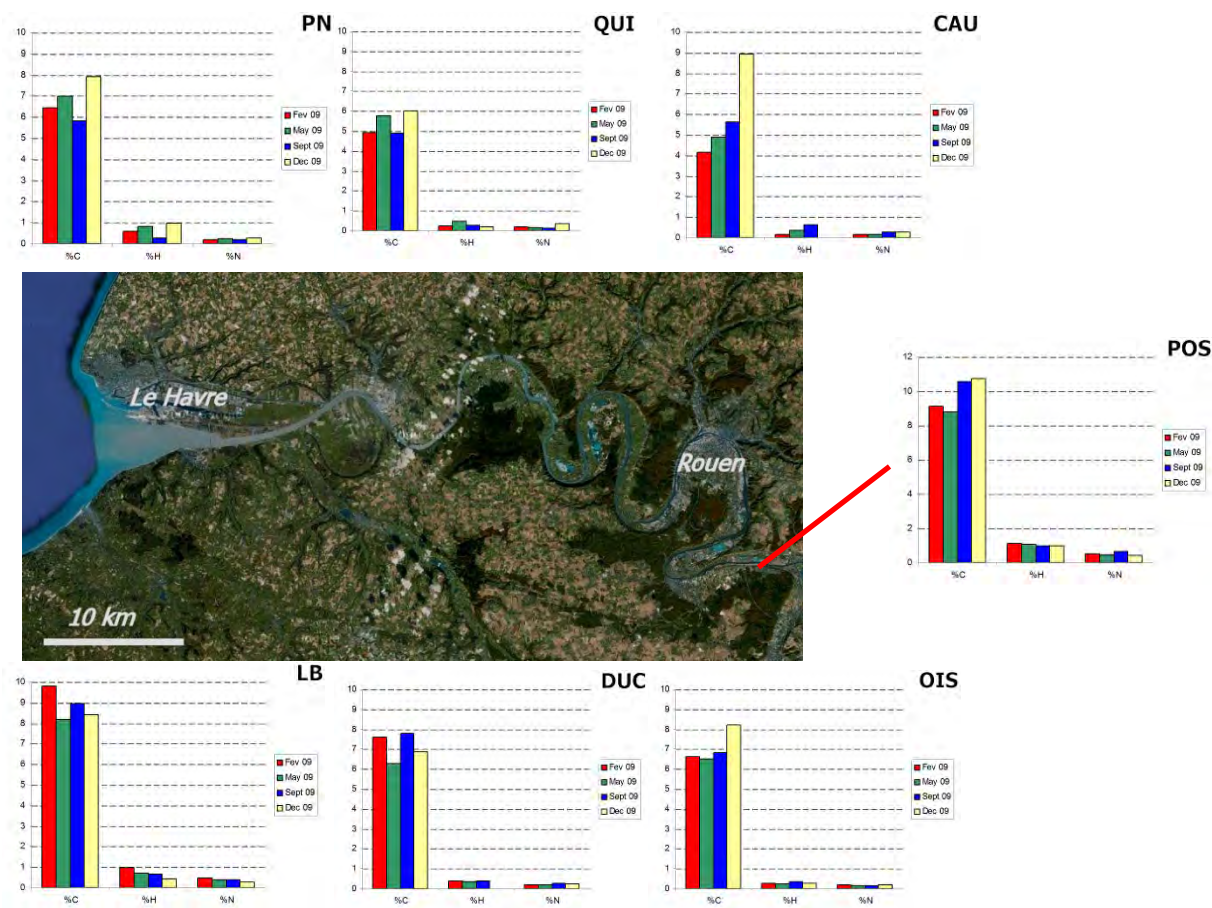 PN
10
9
8
7
6
5
4
3
2
1
0
%C %H %N
Fev 09
May 09
Sept 09
Dec 09
QUI
10
9
8
7
6
5
4
3
2
1
0
%C %H %N
Fev 09
May 09
Sept 09
Dec 09
CAU
10
9
8
7
6
5
4
3
2
1
0
%C %H %N
Fev 09
May 09
Sept 09
Dec 09
Le Havre
Rouen
10 km
POS
12
10
8
6
4
2
0
%C %H %N
Fev 09
May 09
Sept 09
Dec 09
LB
10
9
8
7
6
5
4
3
2
1
0
%C %H %N
Fev 09
May 09
Sept 09
Dec 09
DUC
10
9
8
7
6
5
4
3
2
1
0
%C %H %N
Fev 09
May 09
Sept 09
Dec 09
OIS
10
9
8
7
6
5
4
3
2
1
0
%C %H %N
Fev 09
May 09
Sept 09
Dec 09